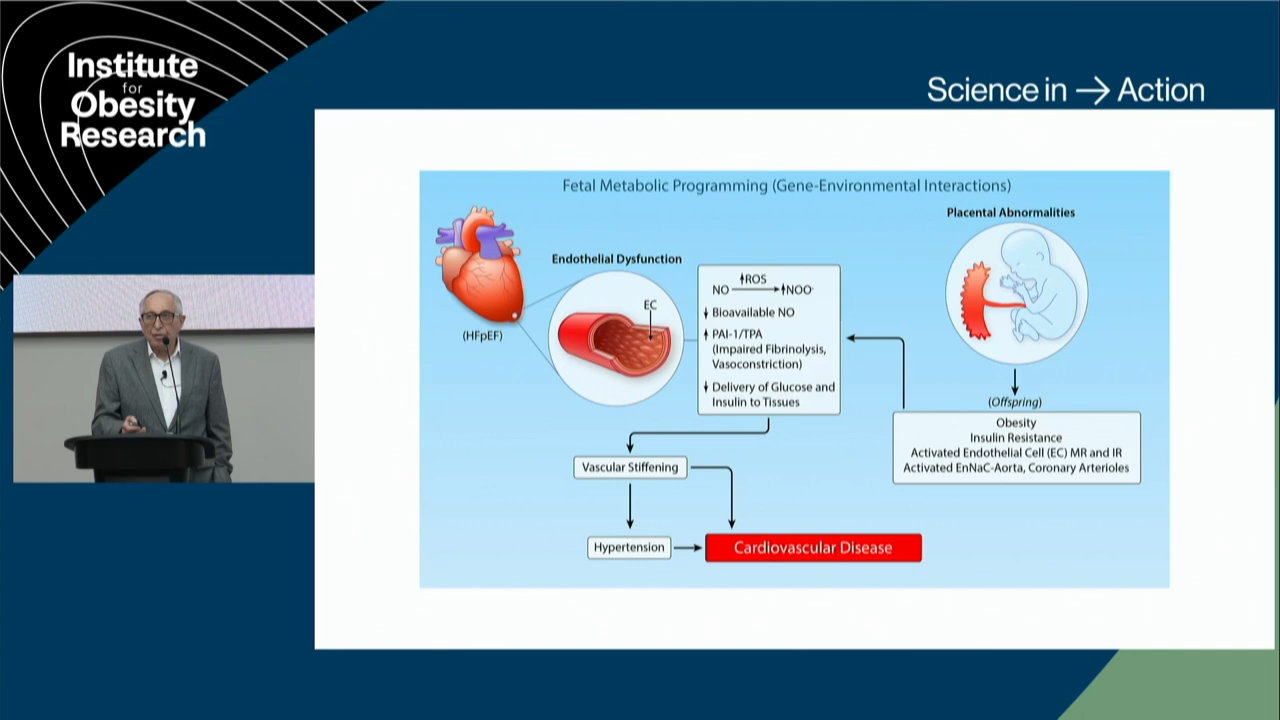 Institute
for
Obesity
Research
Science in → Action
Fetal Metabolic Programming (Gene-Environmental Interactions)
Placental Abnormalities
Endothelial Dysfunction
EC
(HFpEF)
↑ROS
NO → ↑NOO⁻
↓ Bioavailable NO
↑ PAI-1/TPA
(Impaired Fibrinolysis,
Vasoconstriction)
↓ Delivery of Glucose and
Insulin to Tissues
(Offspring)
Obesity
Insulin Resistance
Activated Endothelial Cell (EC) MR and IR
Activated EnNaC-Aorta, Coronary Arterioles
Vascular Stiffening
Hypertension
Cardiovascular Disease